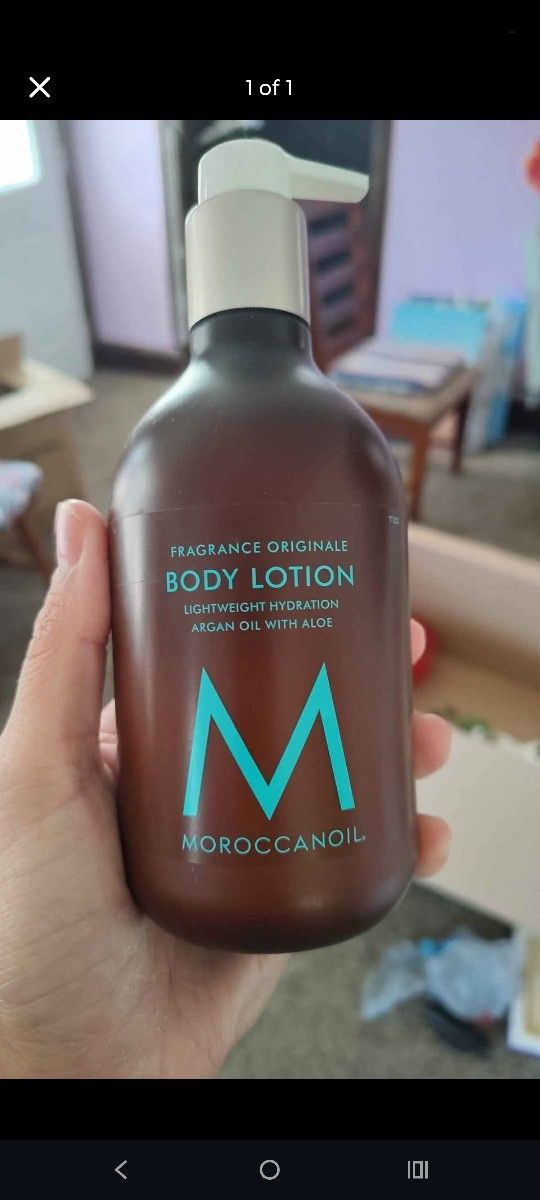 1 of 1
FRAGRANCE ORIGINALE
BODY LOTION
LIGHTWEIGHT HYDRATION
ARGAN OIL WITH ALOE
M
MOROCCANOIL®